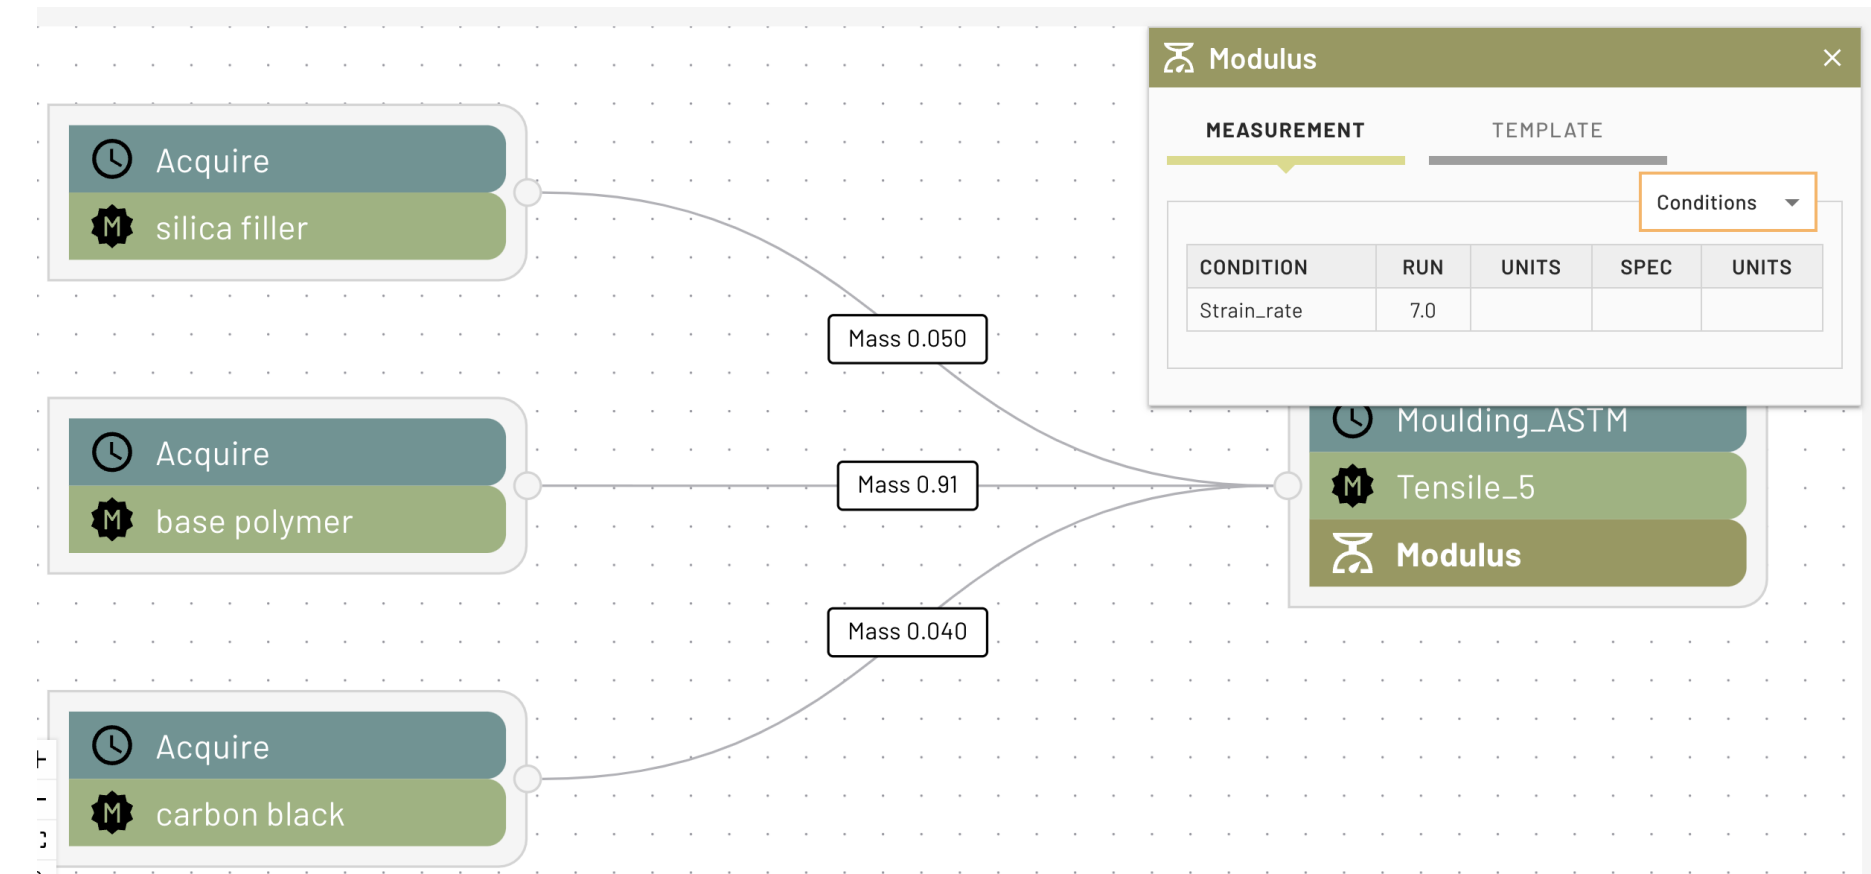 Modulus
MEASUREMENT
TEMPLATE
Conditions
CONDITION RUN UNITS SPEC UNITS
Strain_rate 7.0
Acquire
M silica filler
Mass 0.050
Acquire
M base polymer
Mass 0.91
Moulding_ASTM
M Tensile_5
Modulus
Mass 0.040
Acquire
M carbon black